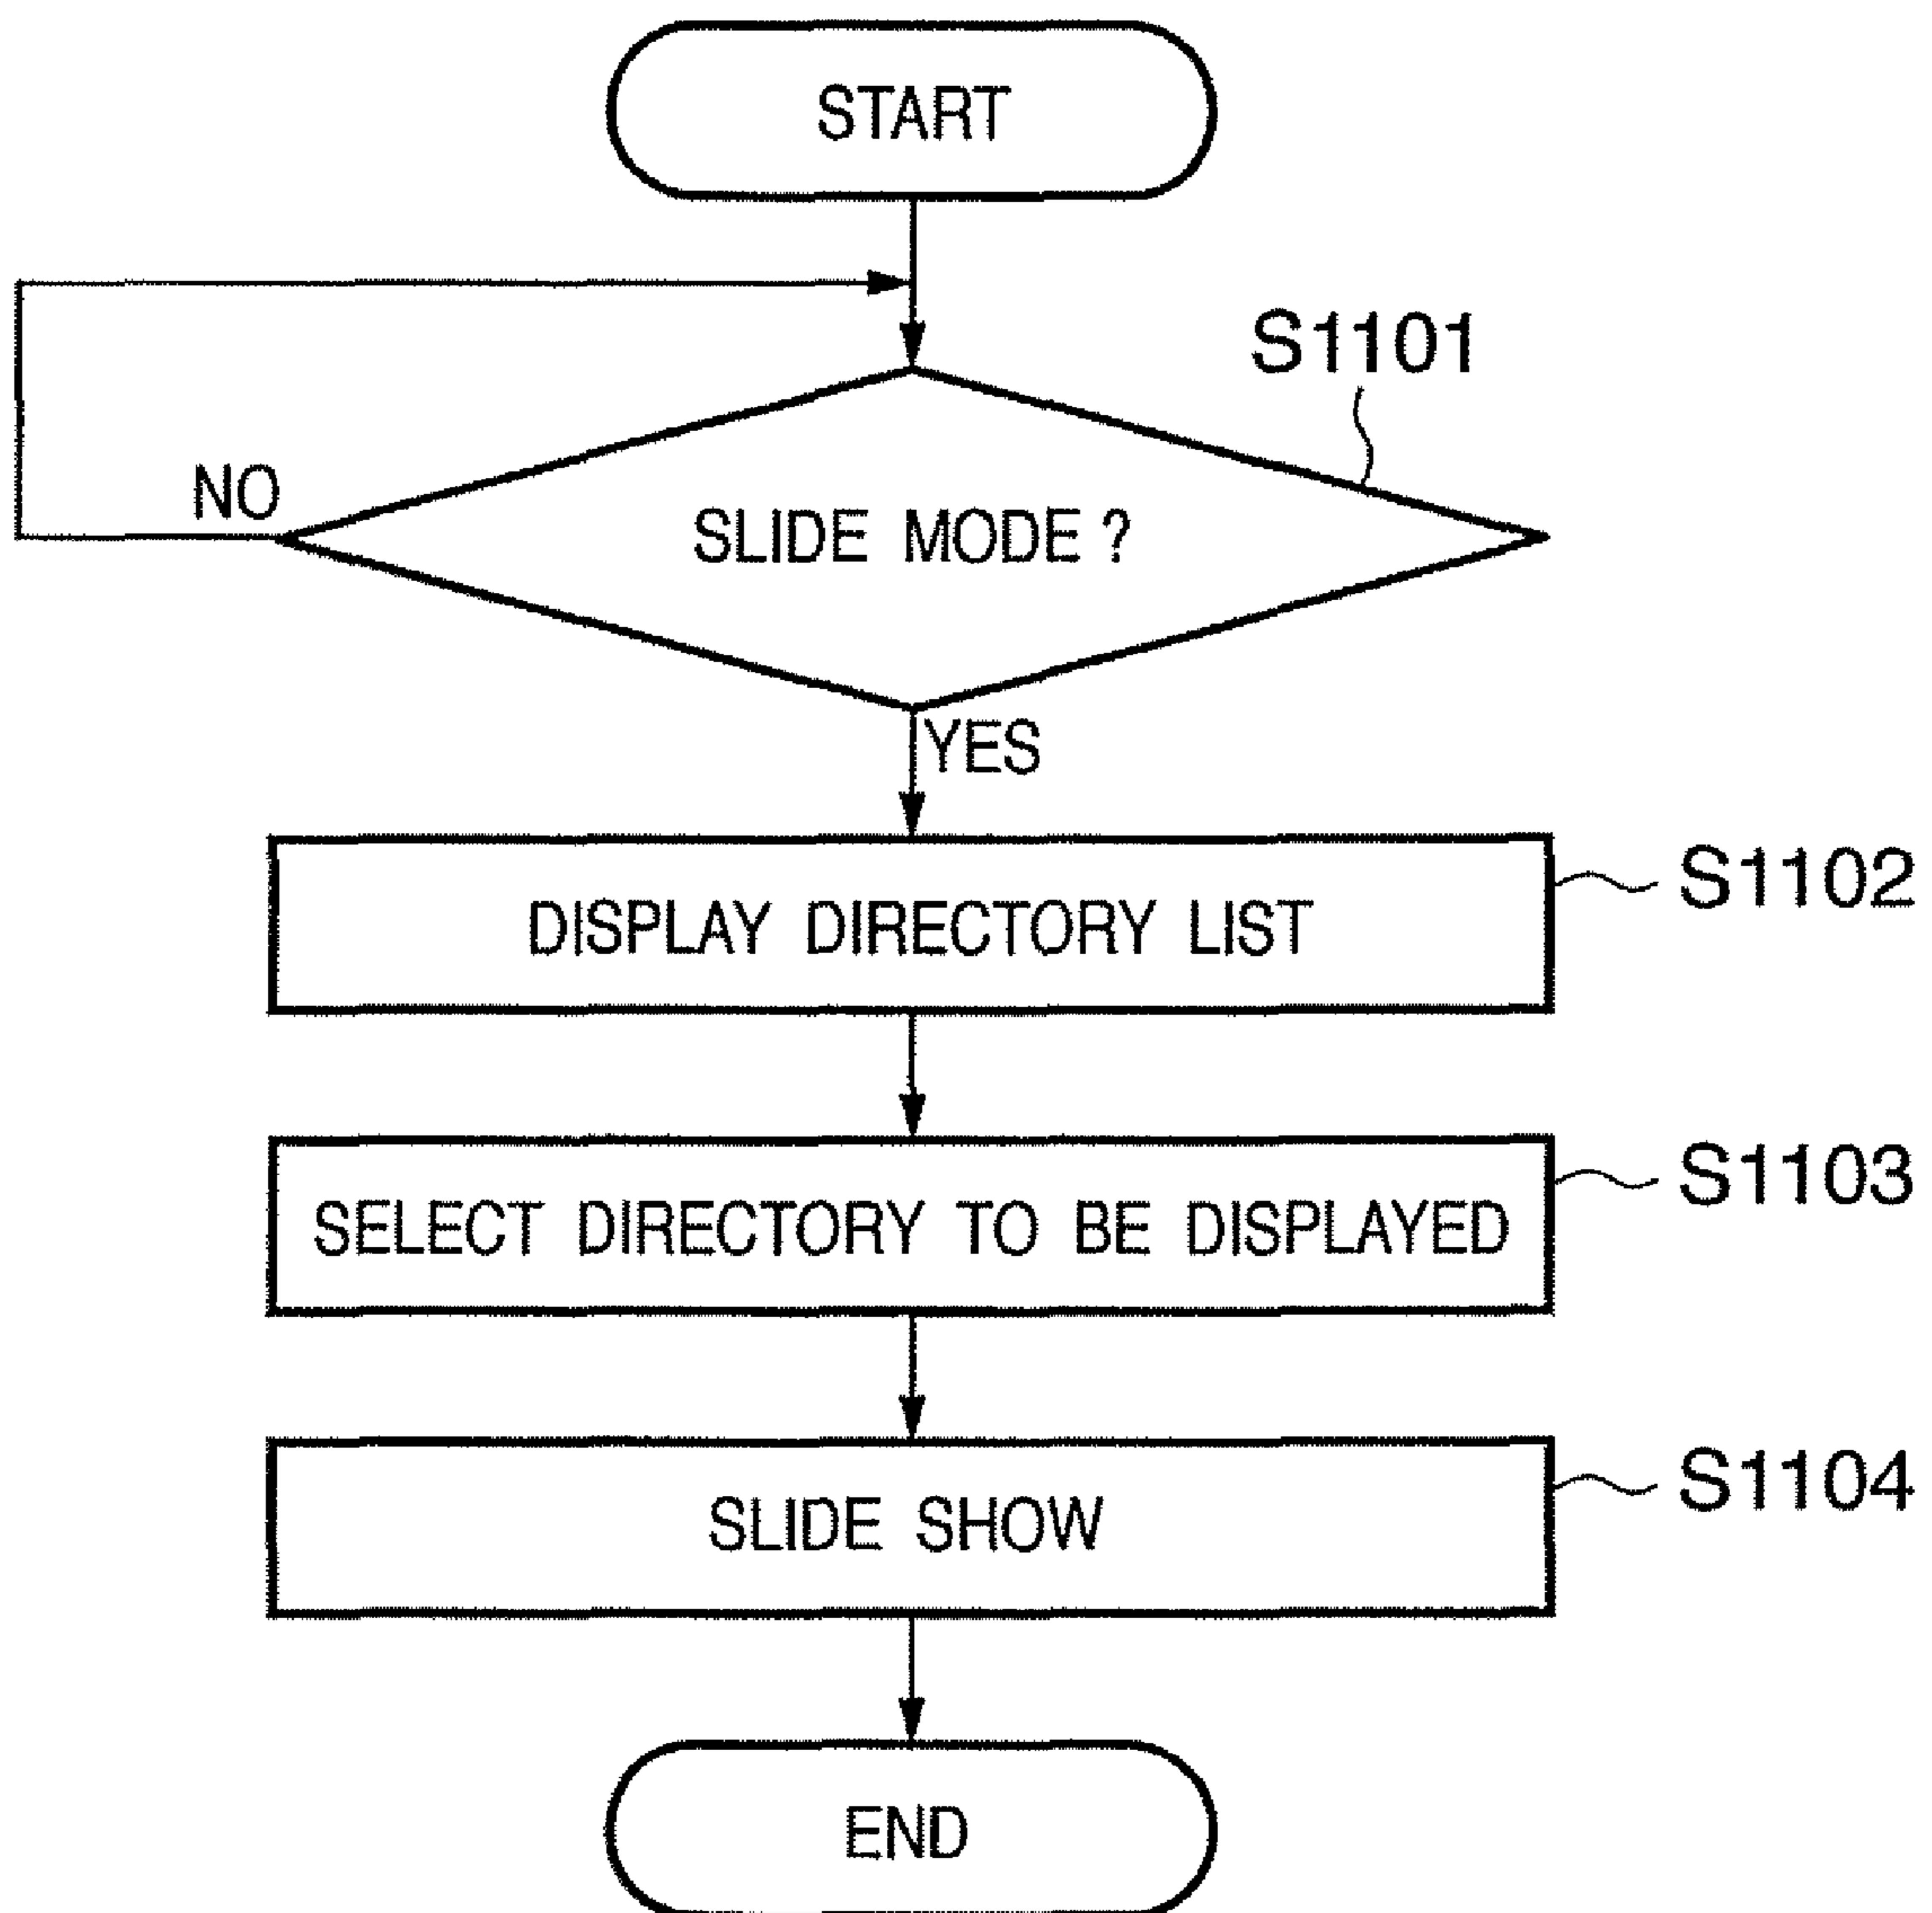 START
S1101
NO
SLIDE MODE ?
YES
DISPLAY DIRECTORY LIST
S1102
SELECT DIRECTORY TO BE DISPLAYED
S1103
SLIDE SHOW
S1104
END